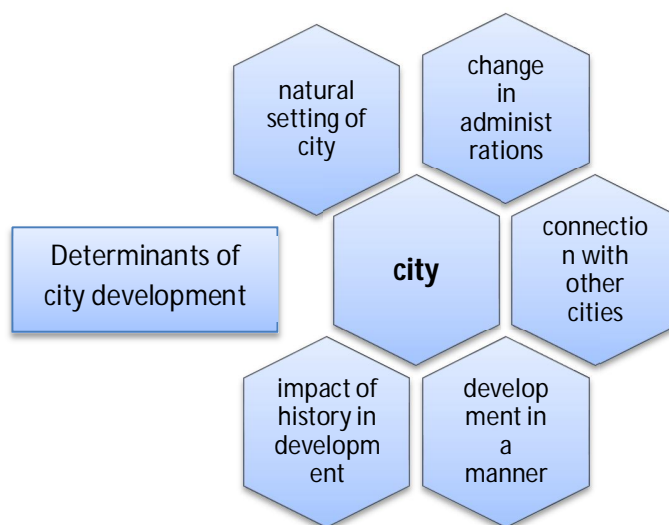 natural
setting of
city
change
in
administ
rations
Determinants of
city development
city
connectio
n with
other
cities
impact of
history in
developm
ent
develop
ment in
a
manner